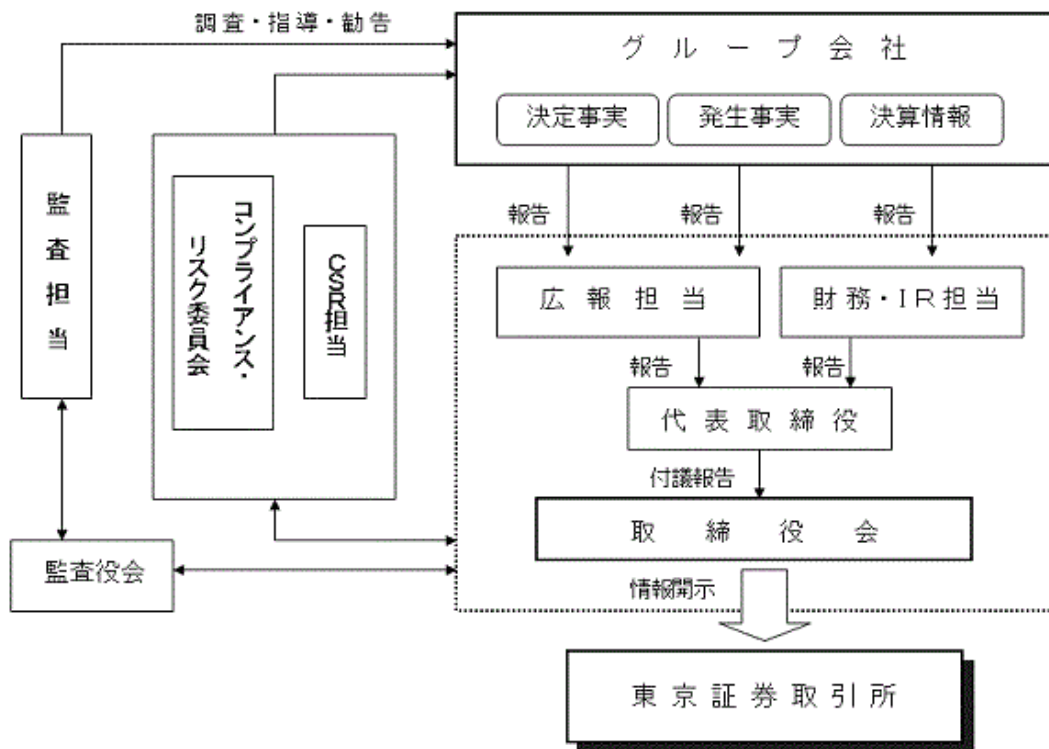 調査・指導・勧告
グループ会社
決定事実
発生事実
決算情報
監査担当
コンプライアンス・
リスク委員会
CSR担当
報告
報告
報告
広報担当
財務・IR担当
報告
報告
代表取締役
付議報告
取締役会
監査役会
情報開示
東京証券取引所